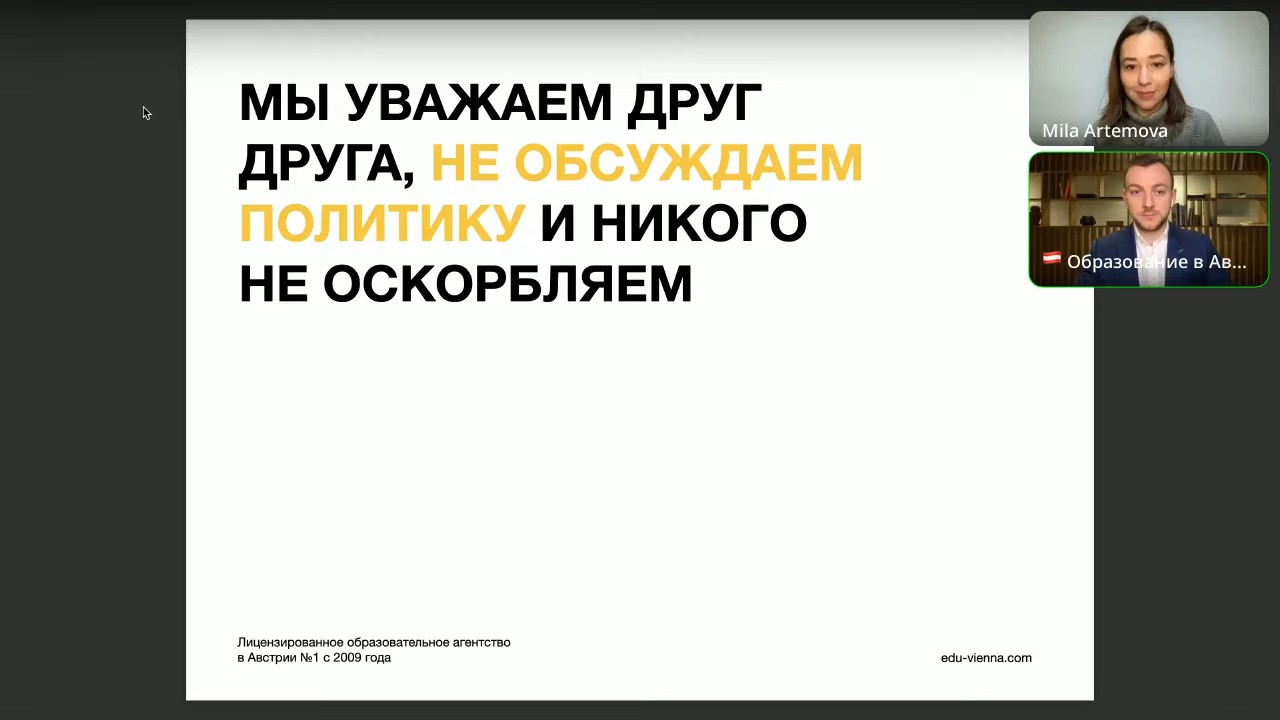 МЫ УВАЖАЕМ ДРУГ
ДРУГА, НЕ ОБСУЖДАЕМ
ПОЛИТИКУ И НИКОГО
НЕ ОСКОРБЛЯЕМ
Mila Artemova
Образование в Ав...
Лицензированное образовательное агентство
в Австрии №1 с 2009 года
edu-vienna.com